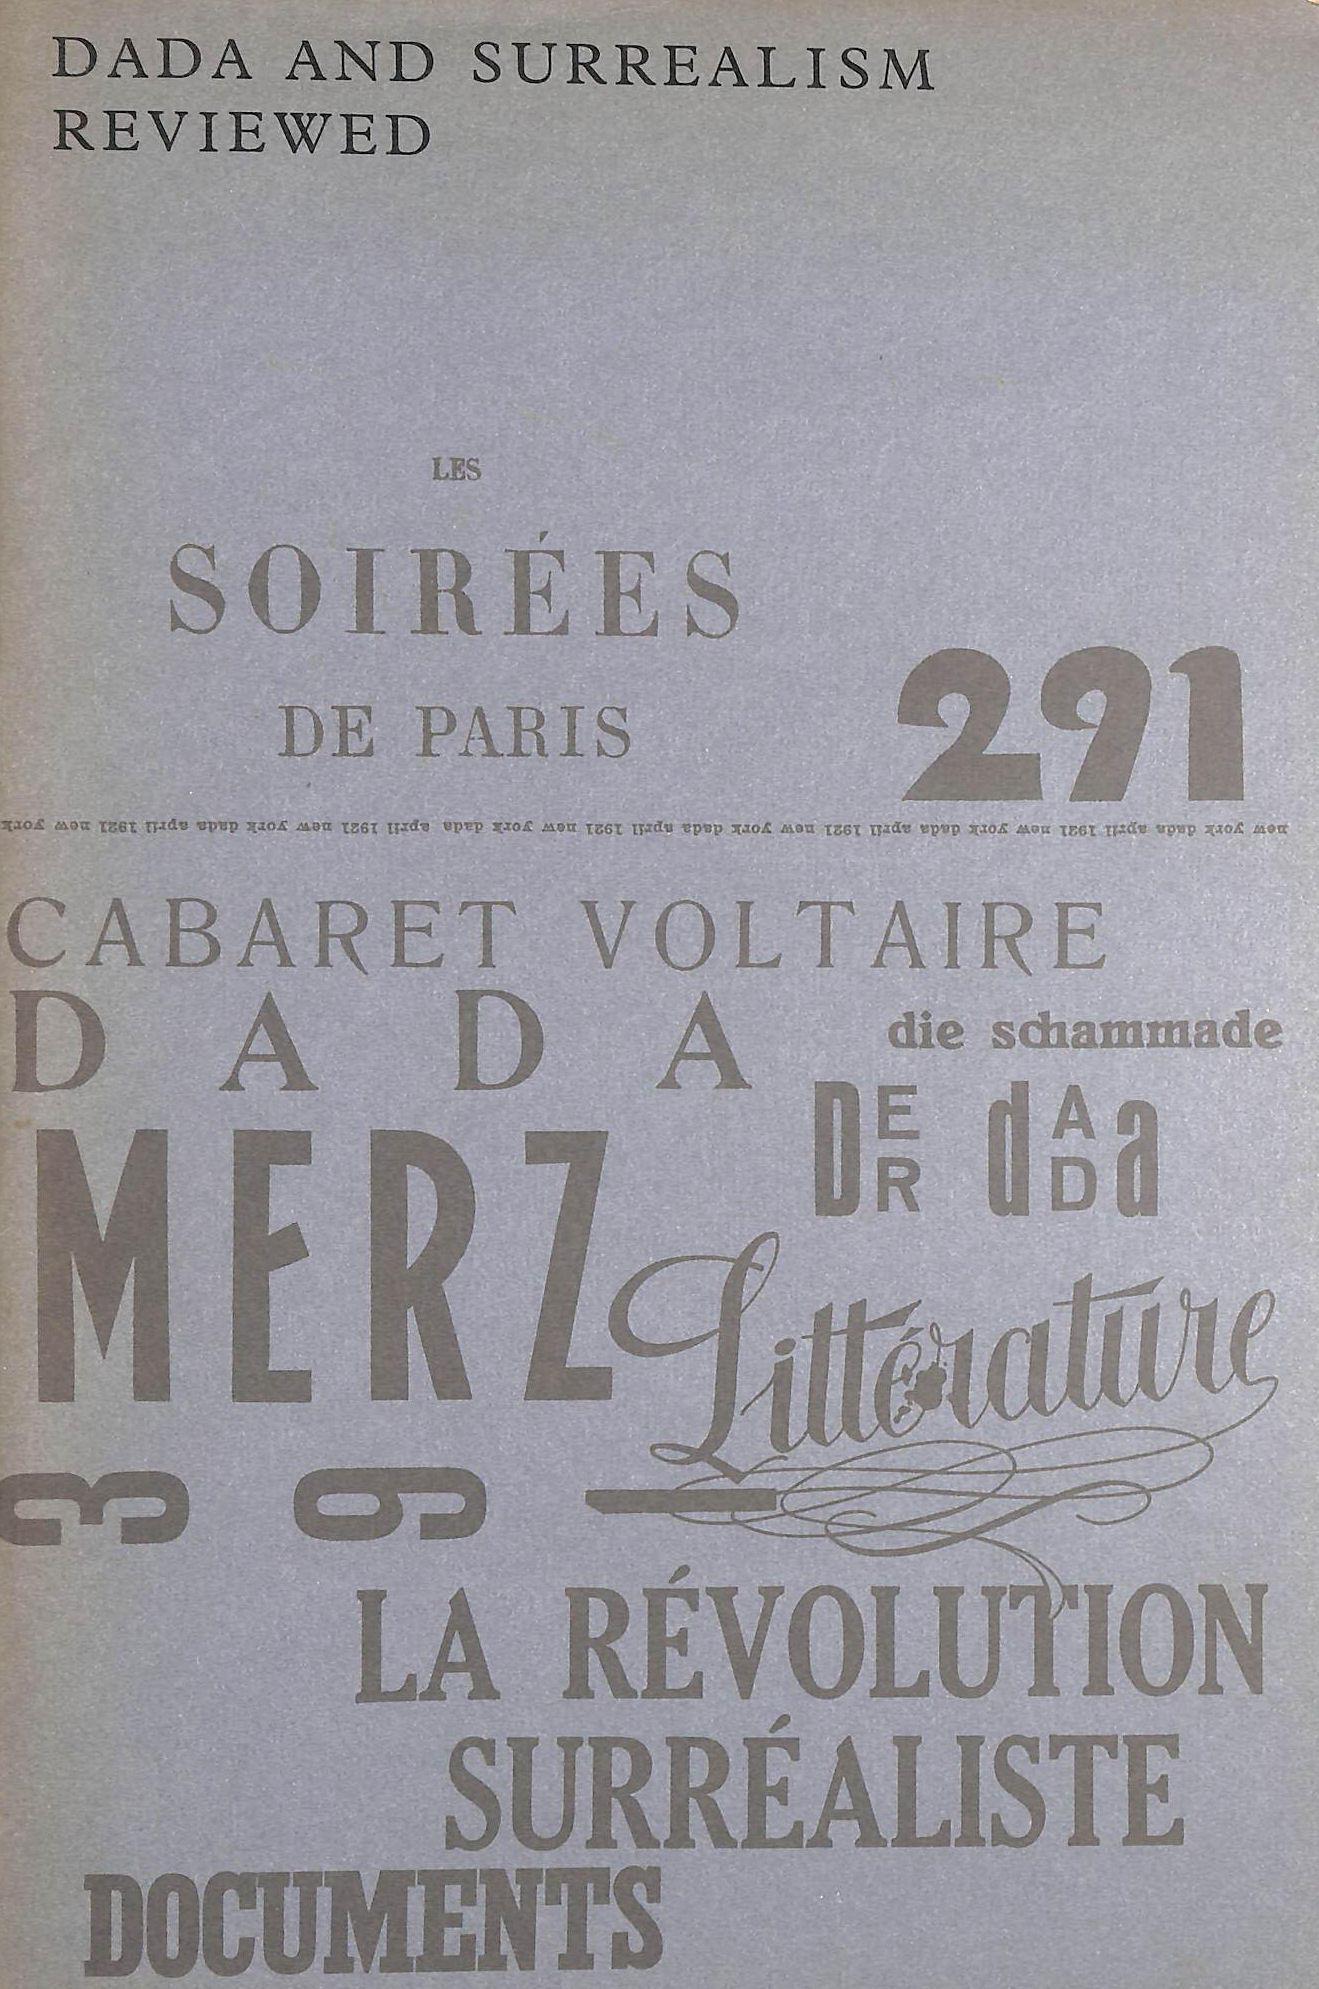 DADA AND SURREALISM
REVIEWED
LES
SOIRÉES
DE PARIS
291
new york dada april 1921 new york dada april 1921 new york dada april 1921 new york dada april 1921 new york dada april 1921 new york
CABARET VOLTAIRE
DADA
die schammade
DER dADa
MERZ
Littérature
391
LA RÉVOLUTION
SURRÉALISTE
DOCUMENTS